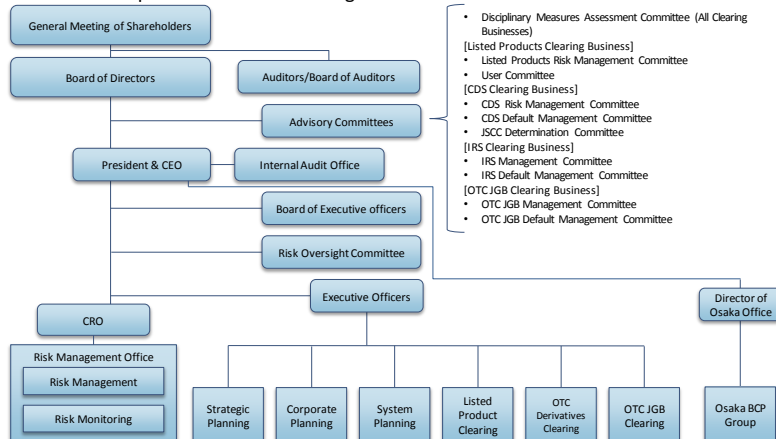 General Meeting of Shareholders
Board of Directors
Auditors/Board of Auditors
Advisory Committees
• Disciplinary Measures Assessment Committee (All Clearing
Businesses)
[Listed Products Clearing Business]
• Listed Products Risk Management Committee
• User Committee
[CDS Clearing Business]
• CDS Risk Management Committee
• CDS Default Management Committee
• JSCC Determination Committee
[IRS Clearing Business]
• IRS Management Committee
• IRS Default Management Committee
[OTC JGB Clearing Business]
• OTC JGB Management Committee
• OTC JGB Default Management Committee
President & CEO
Internal Audit Office
Board of Executive officers
Risk Oversight Committee
Executive Officers
Director of
Osaka Office
CRO
Risk Management Office
Risk Management
Risk Monitoring
Strategic
Planning
Corporate
Planning
System
Planning
Listed
Product
Clearing
OTC
Derivatives
Clearing
OTC JGB
Clearing
Osaka BCP
Group